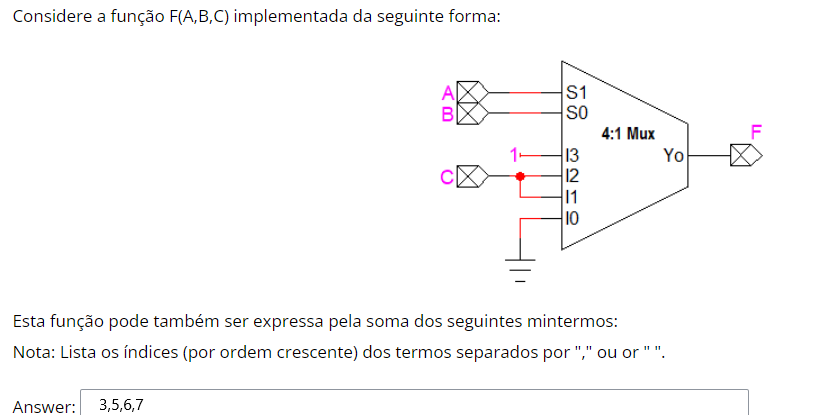 Considere a função F(A,B,C) implementada da seguinte forma:
A
S1
B
S0
4:1 Mux
F
1
I3
Yo
C
I2
I1
I0
Esta função pode também ser expressa pela soma dos seguintes mintermos:
Nota: Lista os índices (por ordem crescente) dos termos separados por "," ou or " ".
Answer: 3,5,6,7